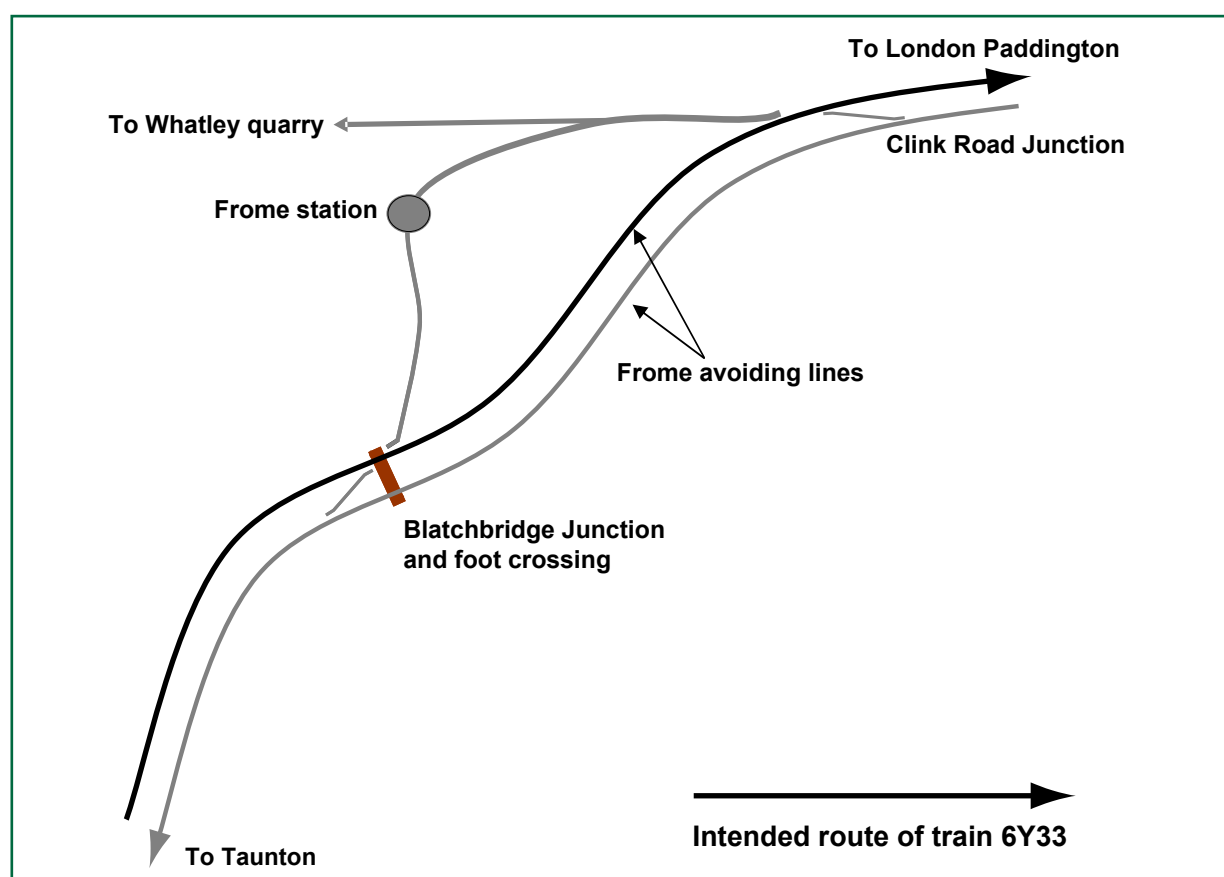 To London Paddington
To Whatley quarry
Clink Road Junction
Frome station
Frome avoiding lines
Blatchbridge Junction
and foot crossing
Intended route of train 6Y33
To Taunton